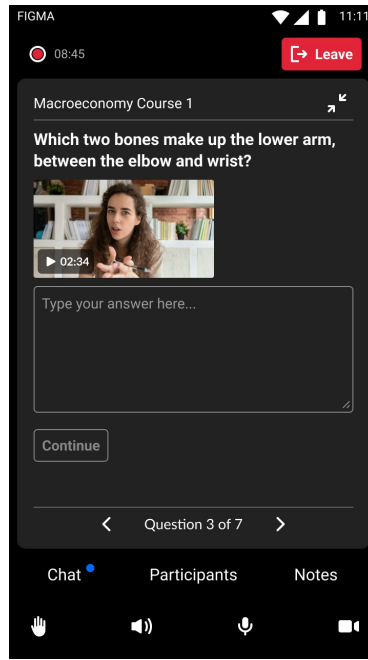 FIGMA 11:11
08:45 Leave
Macroeconomy Course 1
Which two bones make up the lower arm,
between the elbow and wrist?
02:34
Type your answer here...
Continue
Question 3 of 7
Chat Participants Notes